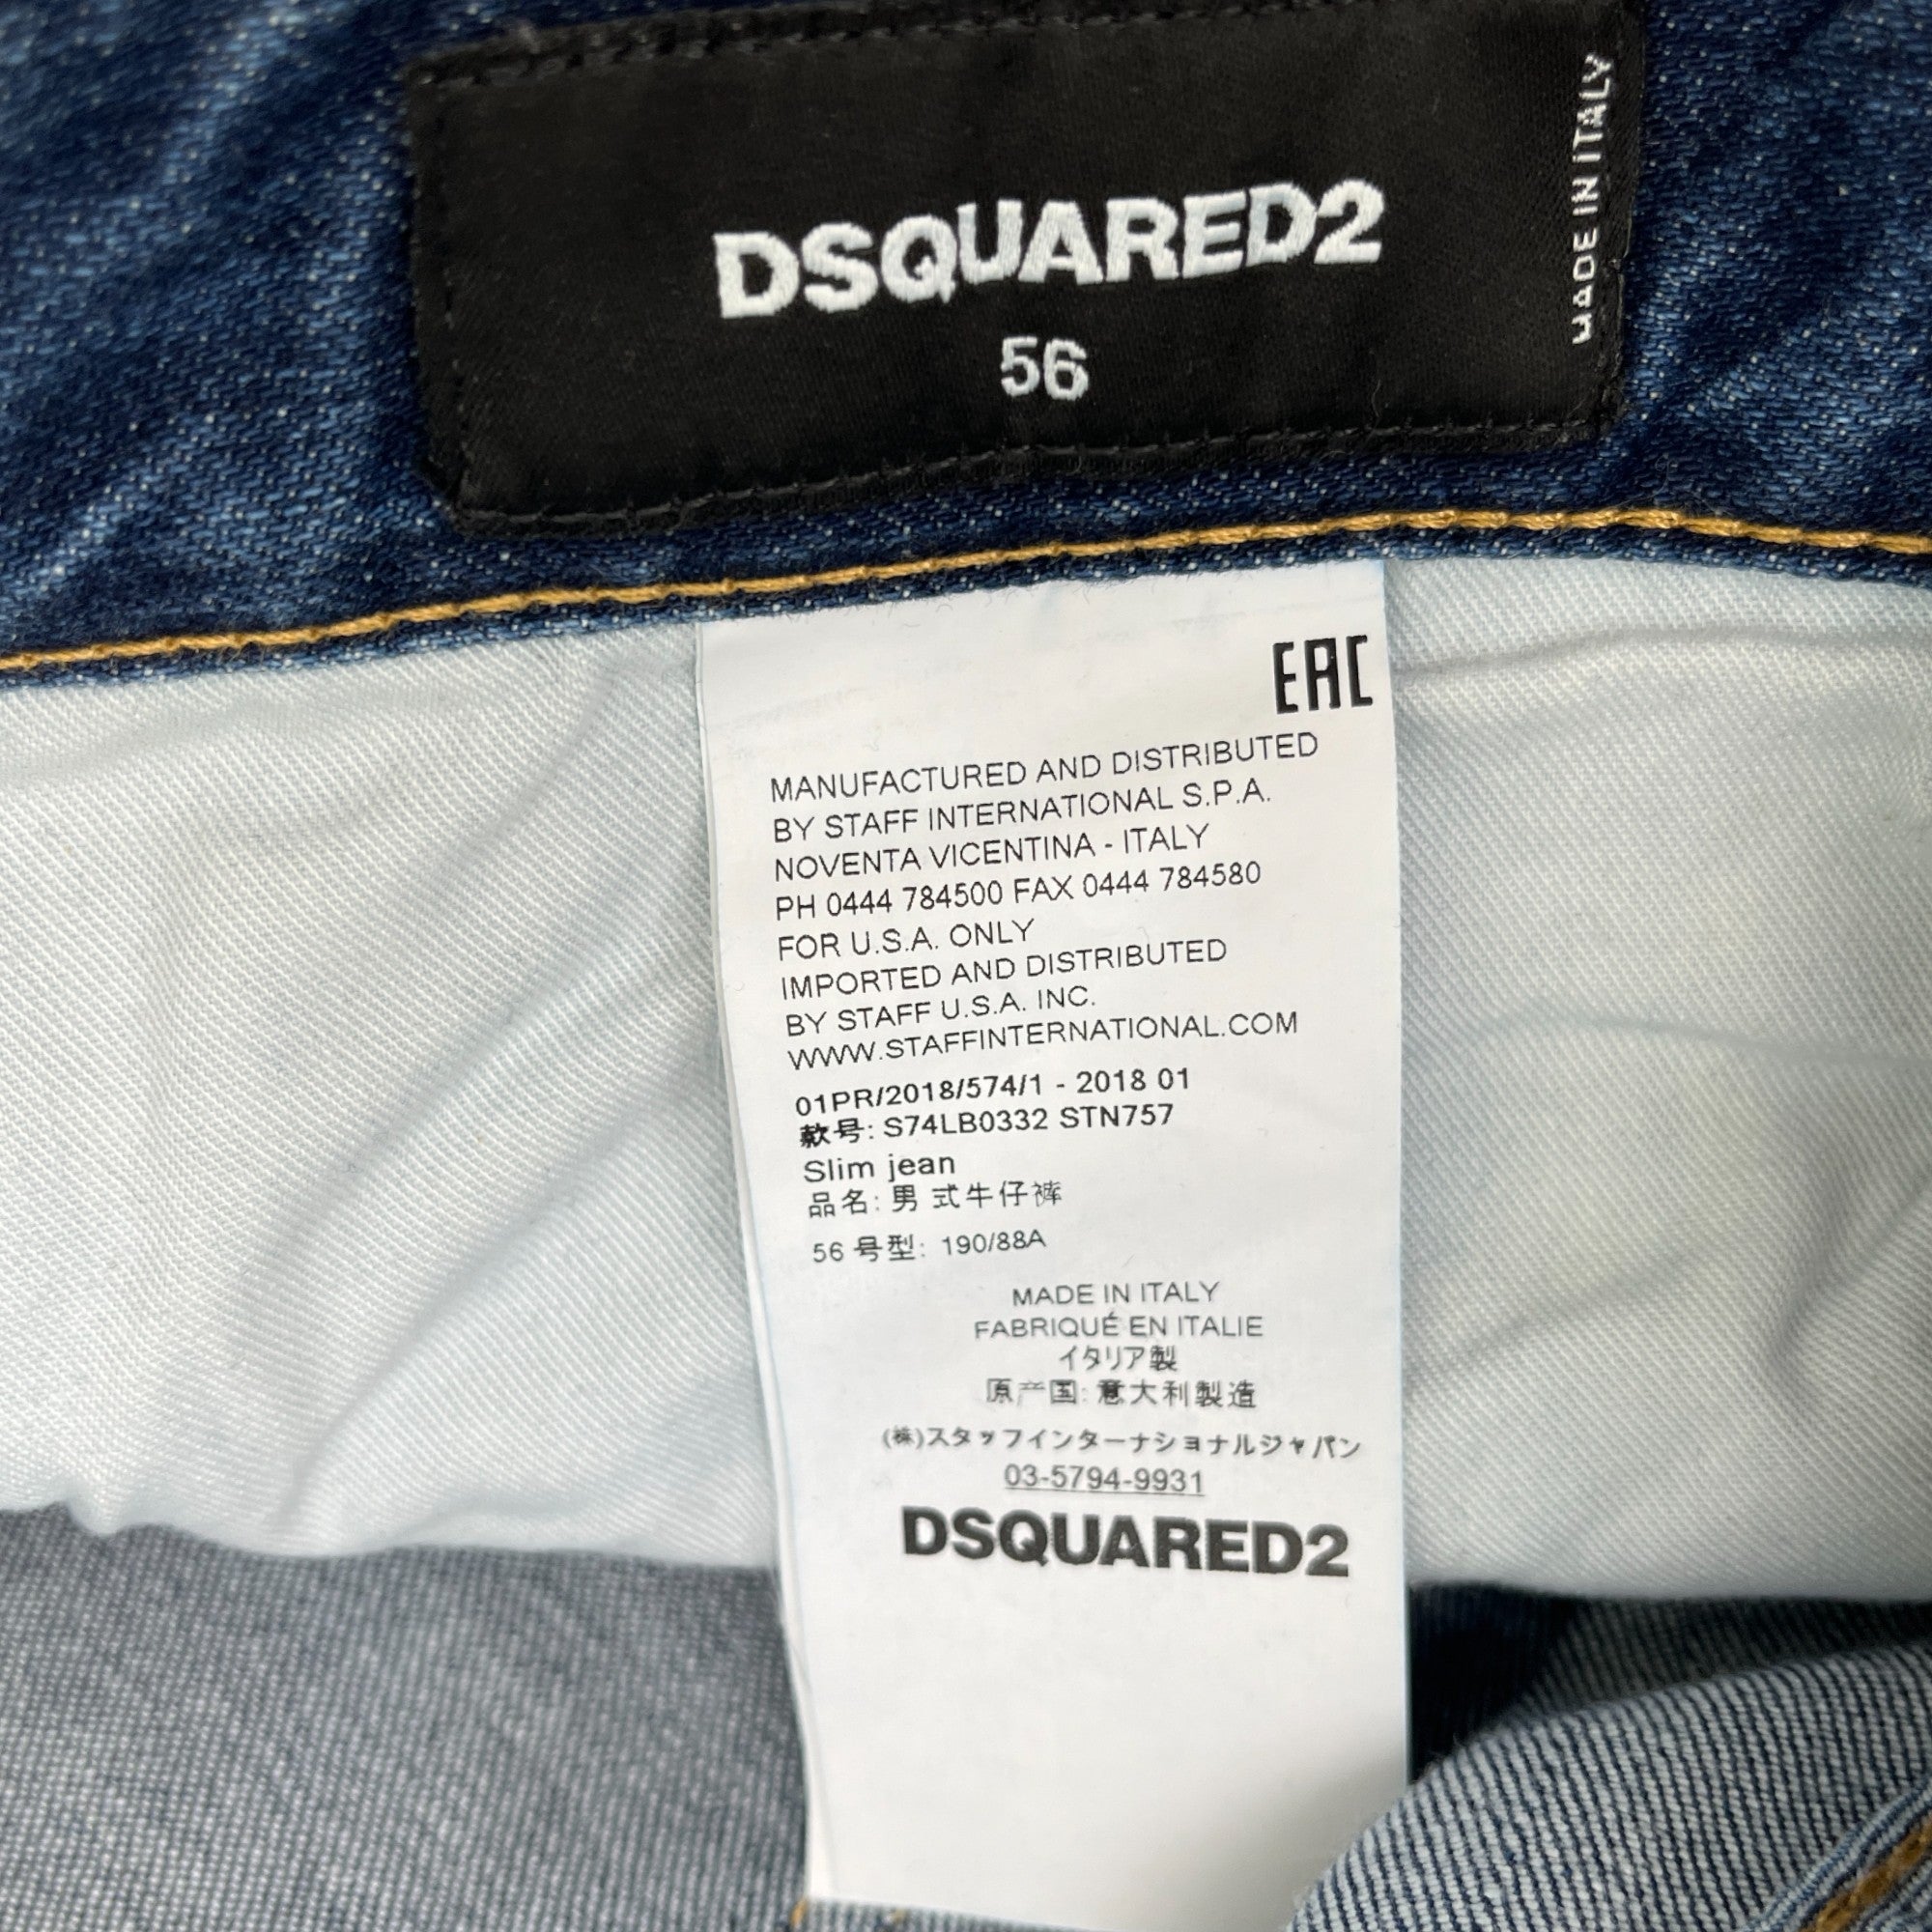 DSQUARED2
56
MADE IN ITALY
EAC
MANUFACTURED AND DISTRIBUTED
BY STAFF INTERNATIONAL S.P.A.
NOVENTA VICENTINA - ITALY
PH 0444 784500 FAX 0444 784580
FOR U.S.A. ONLY
IMPORTED AND DISTRIBUTED
BY STAFF U.S.A. INC.
WWW.STAFFINTERNATIONAL.COM
01PR/2018/574/1 - 2018 01
款号: S74LB0332 STN757
Slim jean
品名: 男 式牛仔裤
56 号型: 190/88A
MADE IN ITALY
FABRIQUÉ EN ITALIE
イタリア製
原产国: 意大利製造
(株)スタッフインターナショナルジャパン
03-5794-9931
DSQUARED2